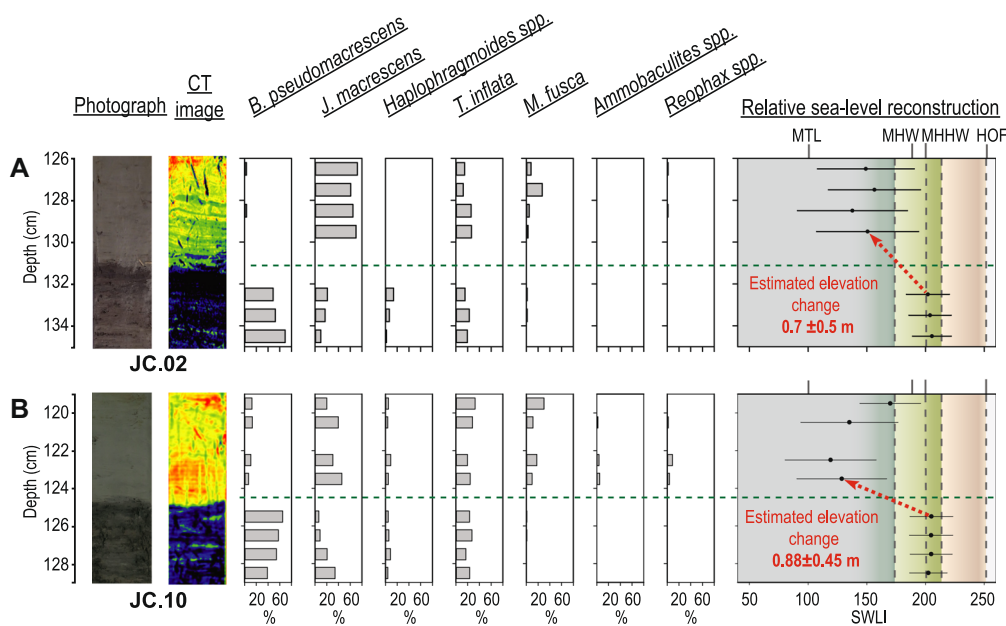 Photograph
CT
image
B. pseudomacrescens
J. macrescens
Haplophragmoides spp.
T. inflata
M. fusca
Ammobaculites spp.
Reophax spp.
Relative sea-level reconstruction
MTL MHW MHHW HOF
A
Depth (cm)
126
128
130
132
134
Estimated elevation
change
0.7 ±0.5 m
JC.02
B
Depth (cm)
120
122
124
126
128
Estimated elevation
change
0.88±0.45 m
JC.10
20 60 20 60 20 60 20 60 20 60 20 60 20 60
% % % % % % %
50 100 150 200 250
SWLI